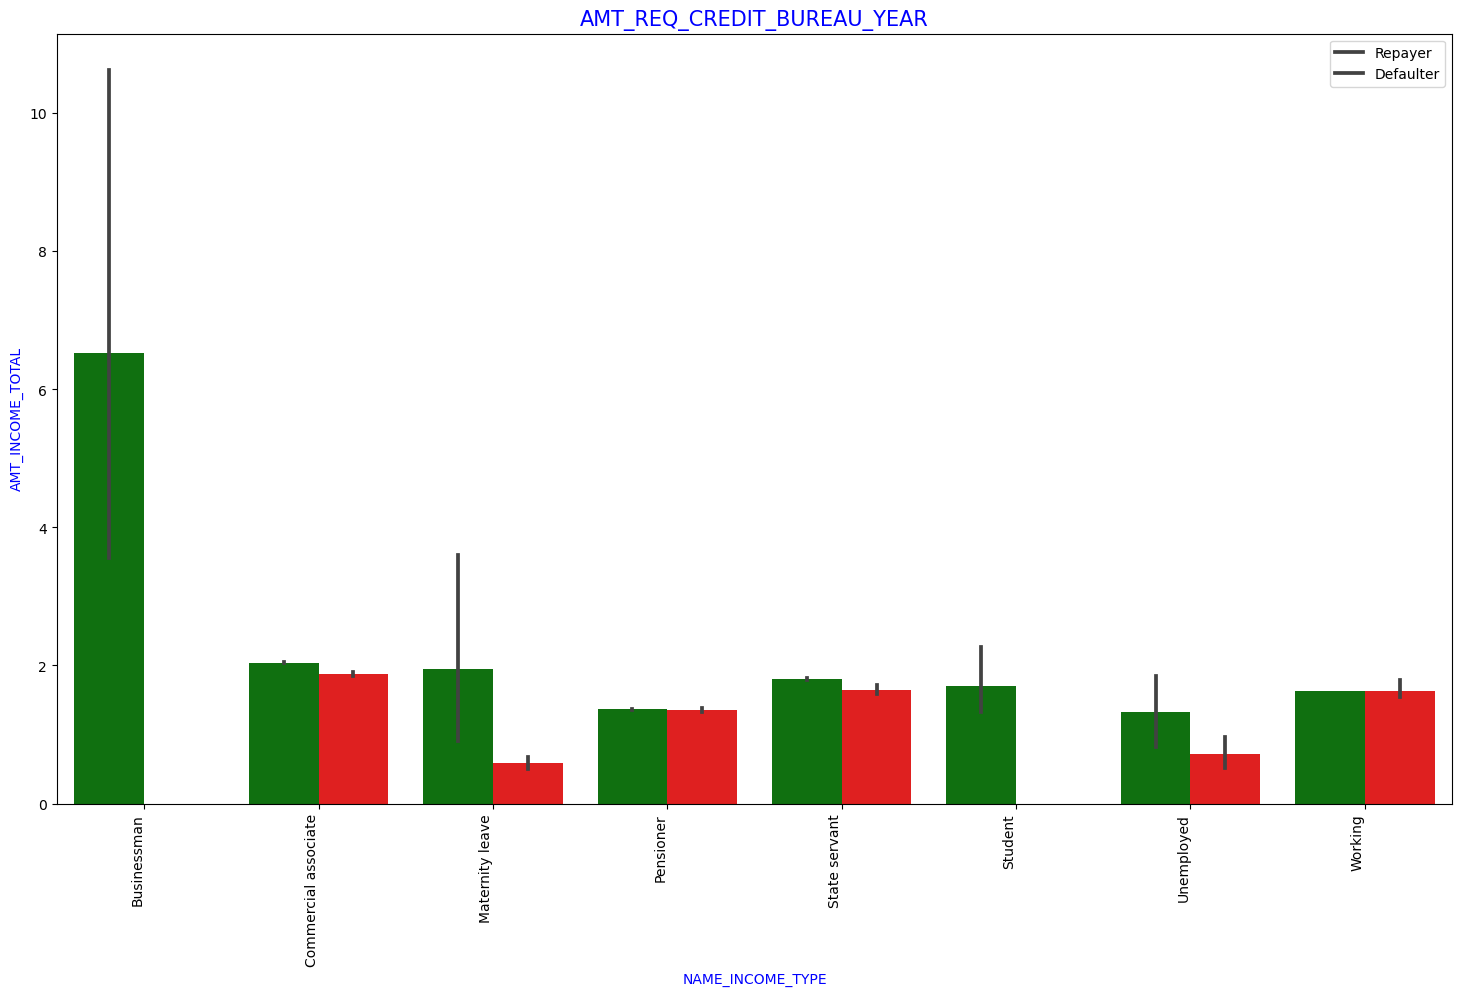 AMT_REQ_CREDIT_BUREAU_YEAR
Repayer
Defaulter
10
8
6
4
2
0
AMT_INCOME_TOTAL
Businessman
Commercial associate
Maternity leave
Pensioner
State servant
Student
Unemployed
Working
NAME_INCOME_TYPE